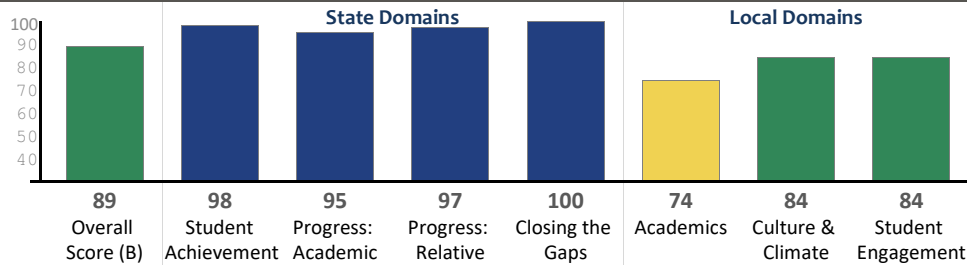 State Domains
Local Domains
100
90
80
70
60
50
40
89 98 95 97 100 74 84 84
Overall Student Progress: Progress: Closing the Academics Culture & Student
Score (B) Achievement Academic Relative Gaps Climate Engagement